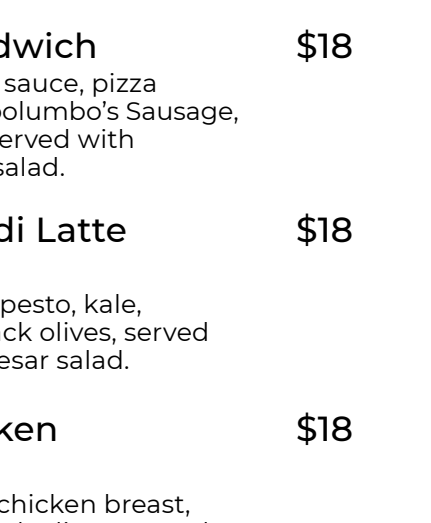 dwich $18
sauce, pizza
olumbo’s Sausage,
erved with
salad.
di Latte $18
pesto, kale,
ck olives, served
esar salad.
ken $18
chicken breast,